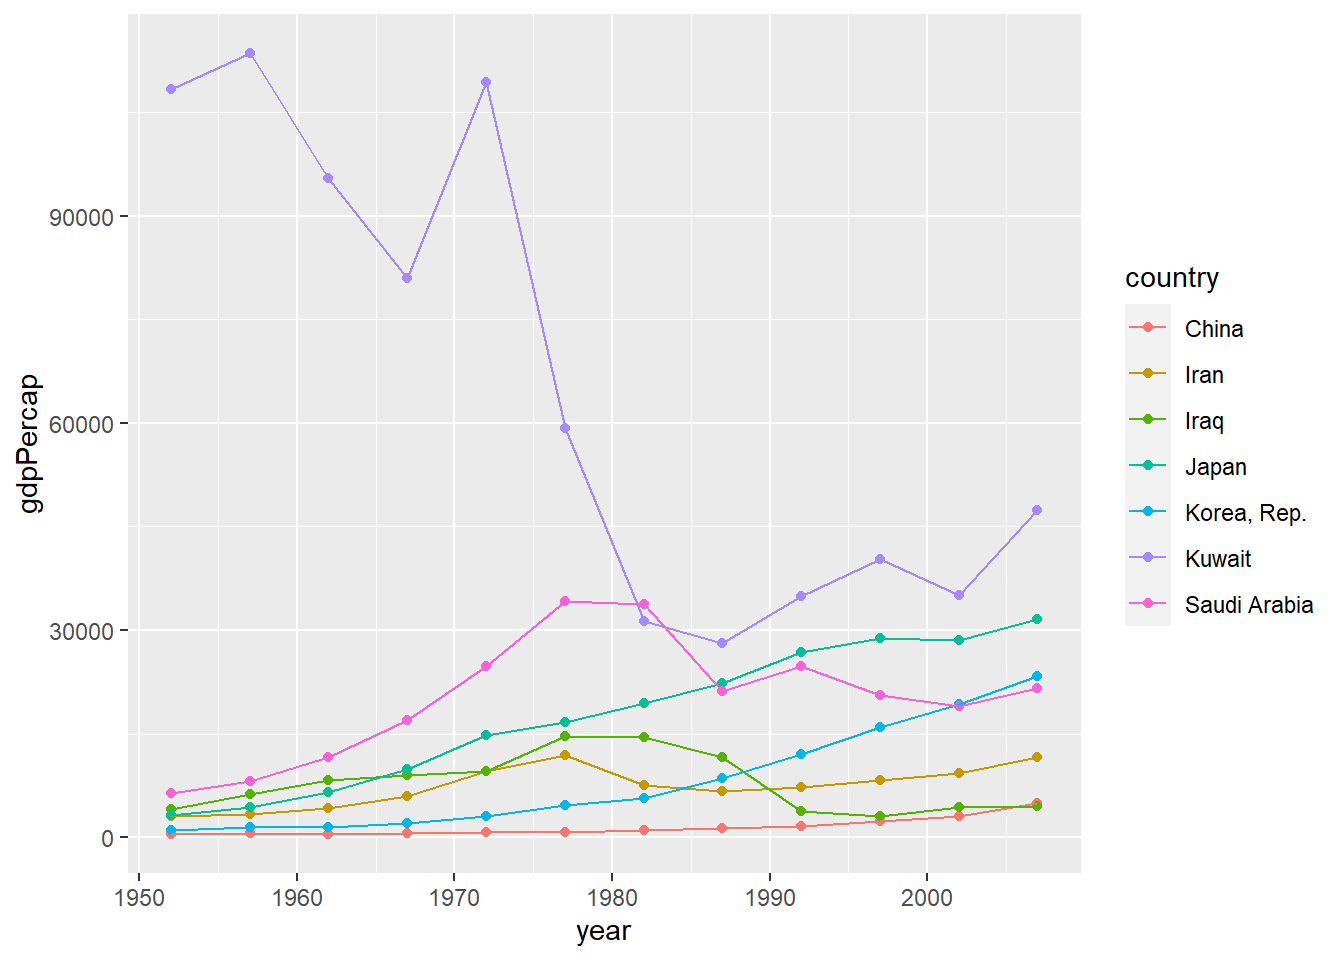 90000
60000
30000
0
gdpPercap
1950 1960 1970 1980 1990 2000
year
country
China
Iran
Iraq
Japan
Korea, Rep.
Kuwait
Saudi Arabia